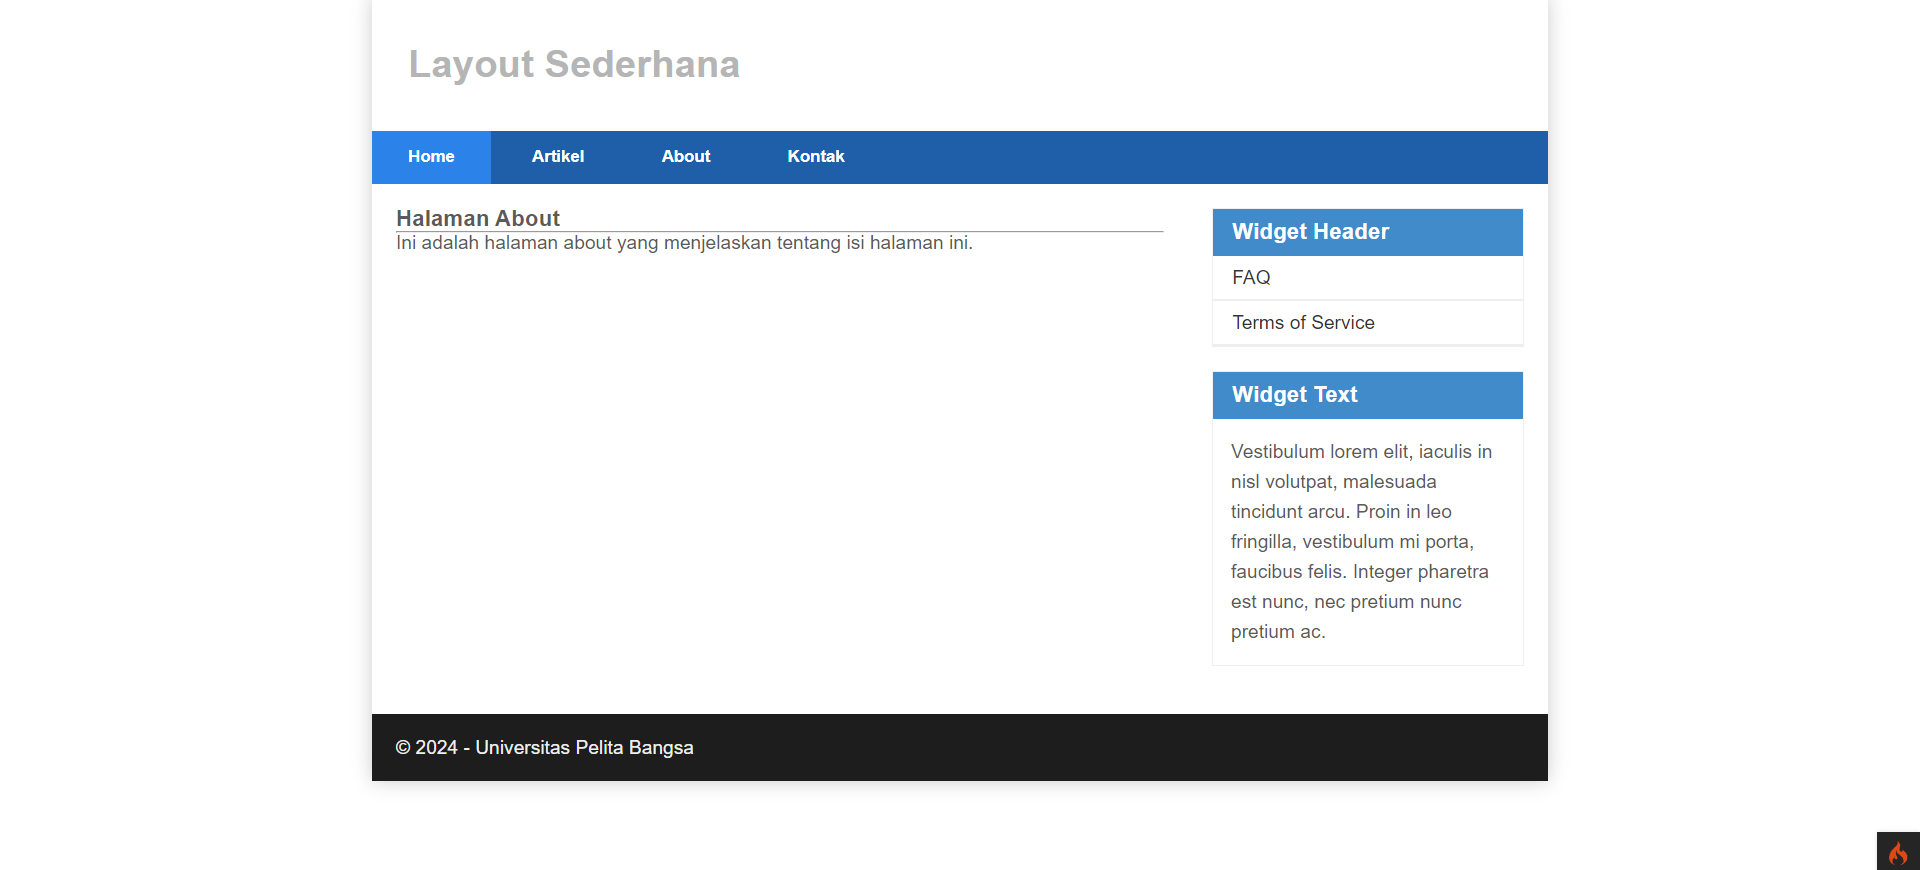 Layout Sederhana
Home Artikel About Kontak
Halaman About
Ini adalah halaman about yang menjelaskan tentang isi halaman ini.
Widget Header
FAQ
Terms of Service
Widget Text
Vestibulum lorem elit, iaculis in
nisl volutpat, malesuada
tincidunt arcu. Proin in leo
fringilla, vestibulum mi porta,
faucibus felis. Integer pharetra
est nunc, nec pretium nunc
pretium ac.
© 2024 - Universitas Pelita Bangsa